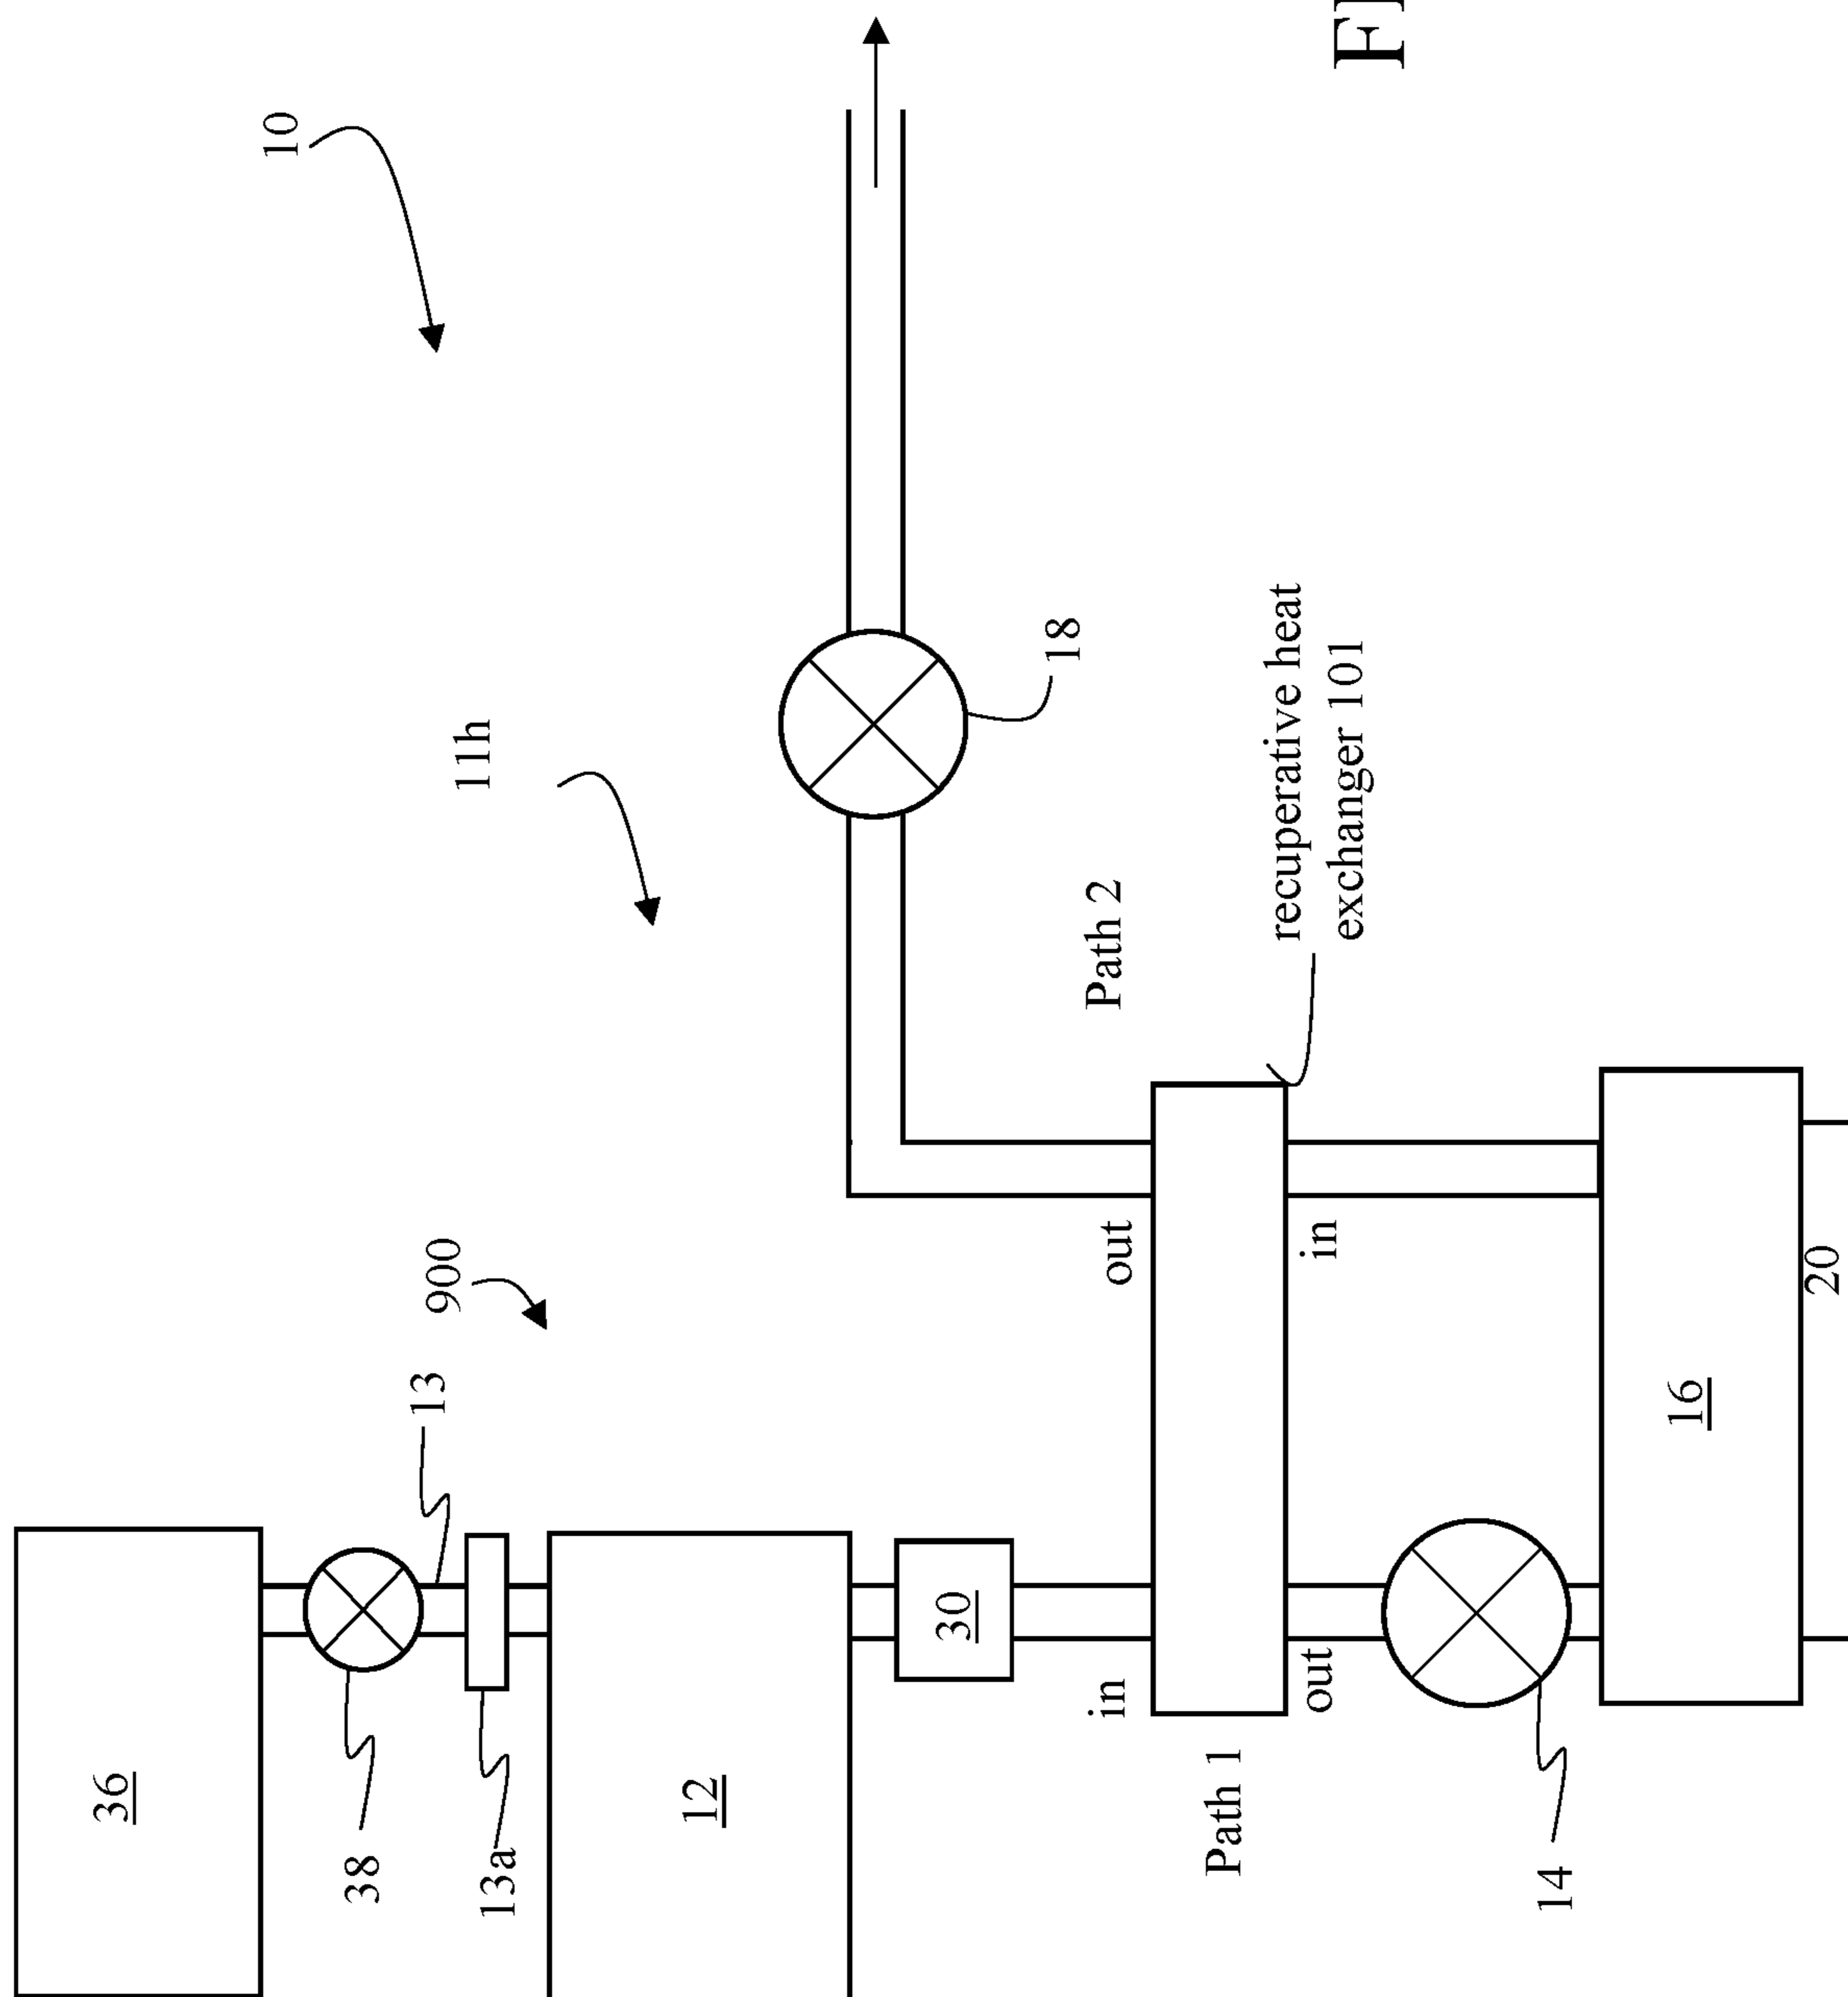 36
10
38
13
900
11h
13a
12
30
18
in
out
Path 2
Path 1
recuperative heat
exchanger 101
out
in
14
16
20